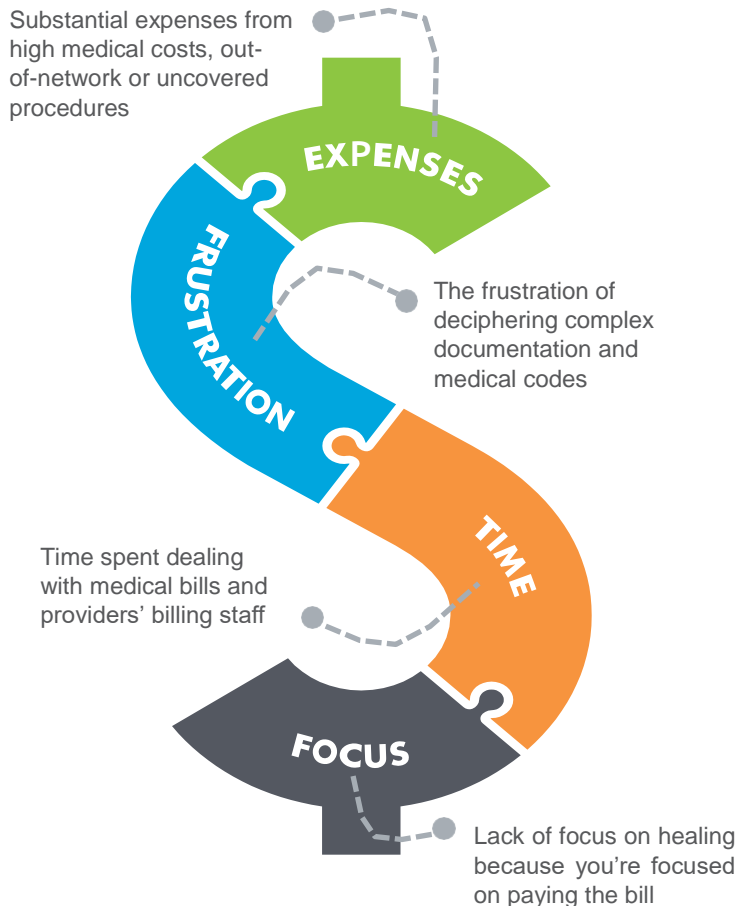 Substantial expenses from
high medical costs, out-
of-network or uncovered
procedures
EXPENSES
FRUSTRATION
The frustration of
deciphering complex
documentation and
medical codes
TIME
Time spent dealing
with medical bills and
providers’ billing staff
FOCUS
Lack of focus on healing
because you’re focused
on paying the bill